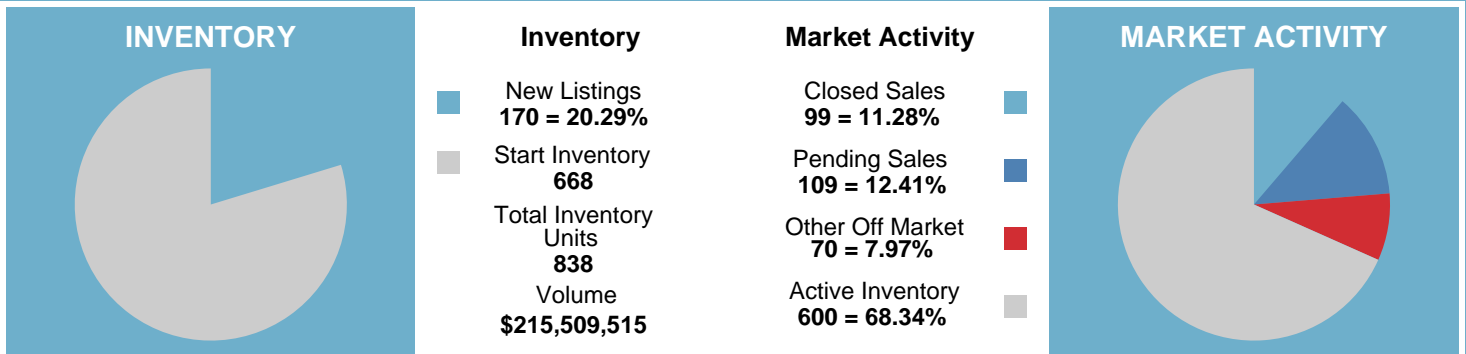 INVENTORY
Inventory
New Listings
170 = 20.29%
Start Inventory
668
Total Inventory
Units
838
Volume
$215,509,515
Market Activity
Closed Sales
99 = 11.28%
Pending Sales
109 = 12.41%
Other Off Market
70 = 7.97%
Active Inventory
600 = 68.34%
MARKET ACTIVITY